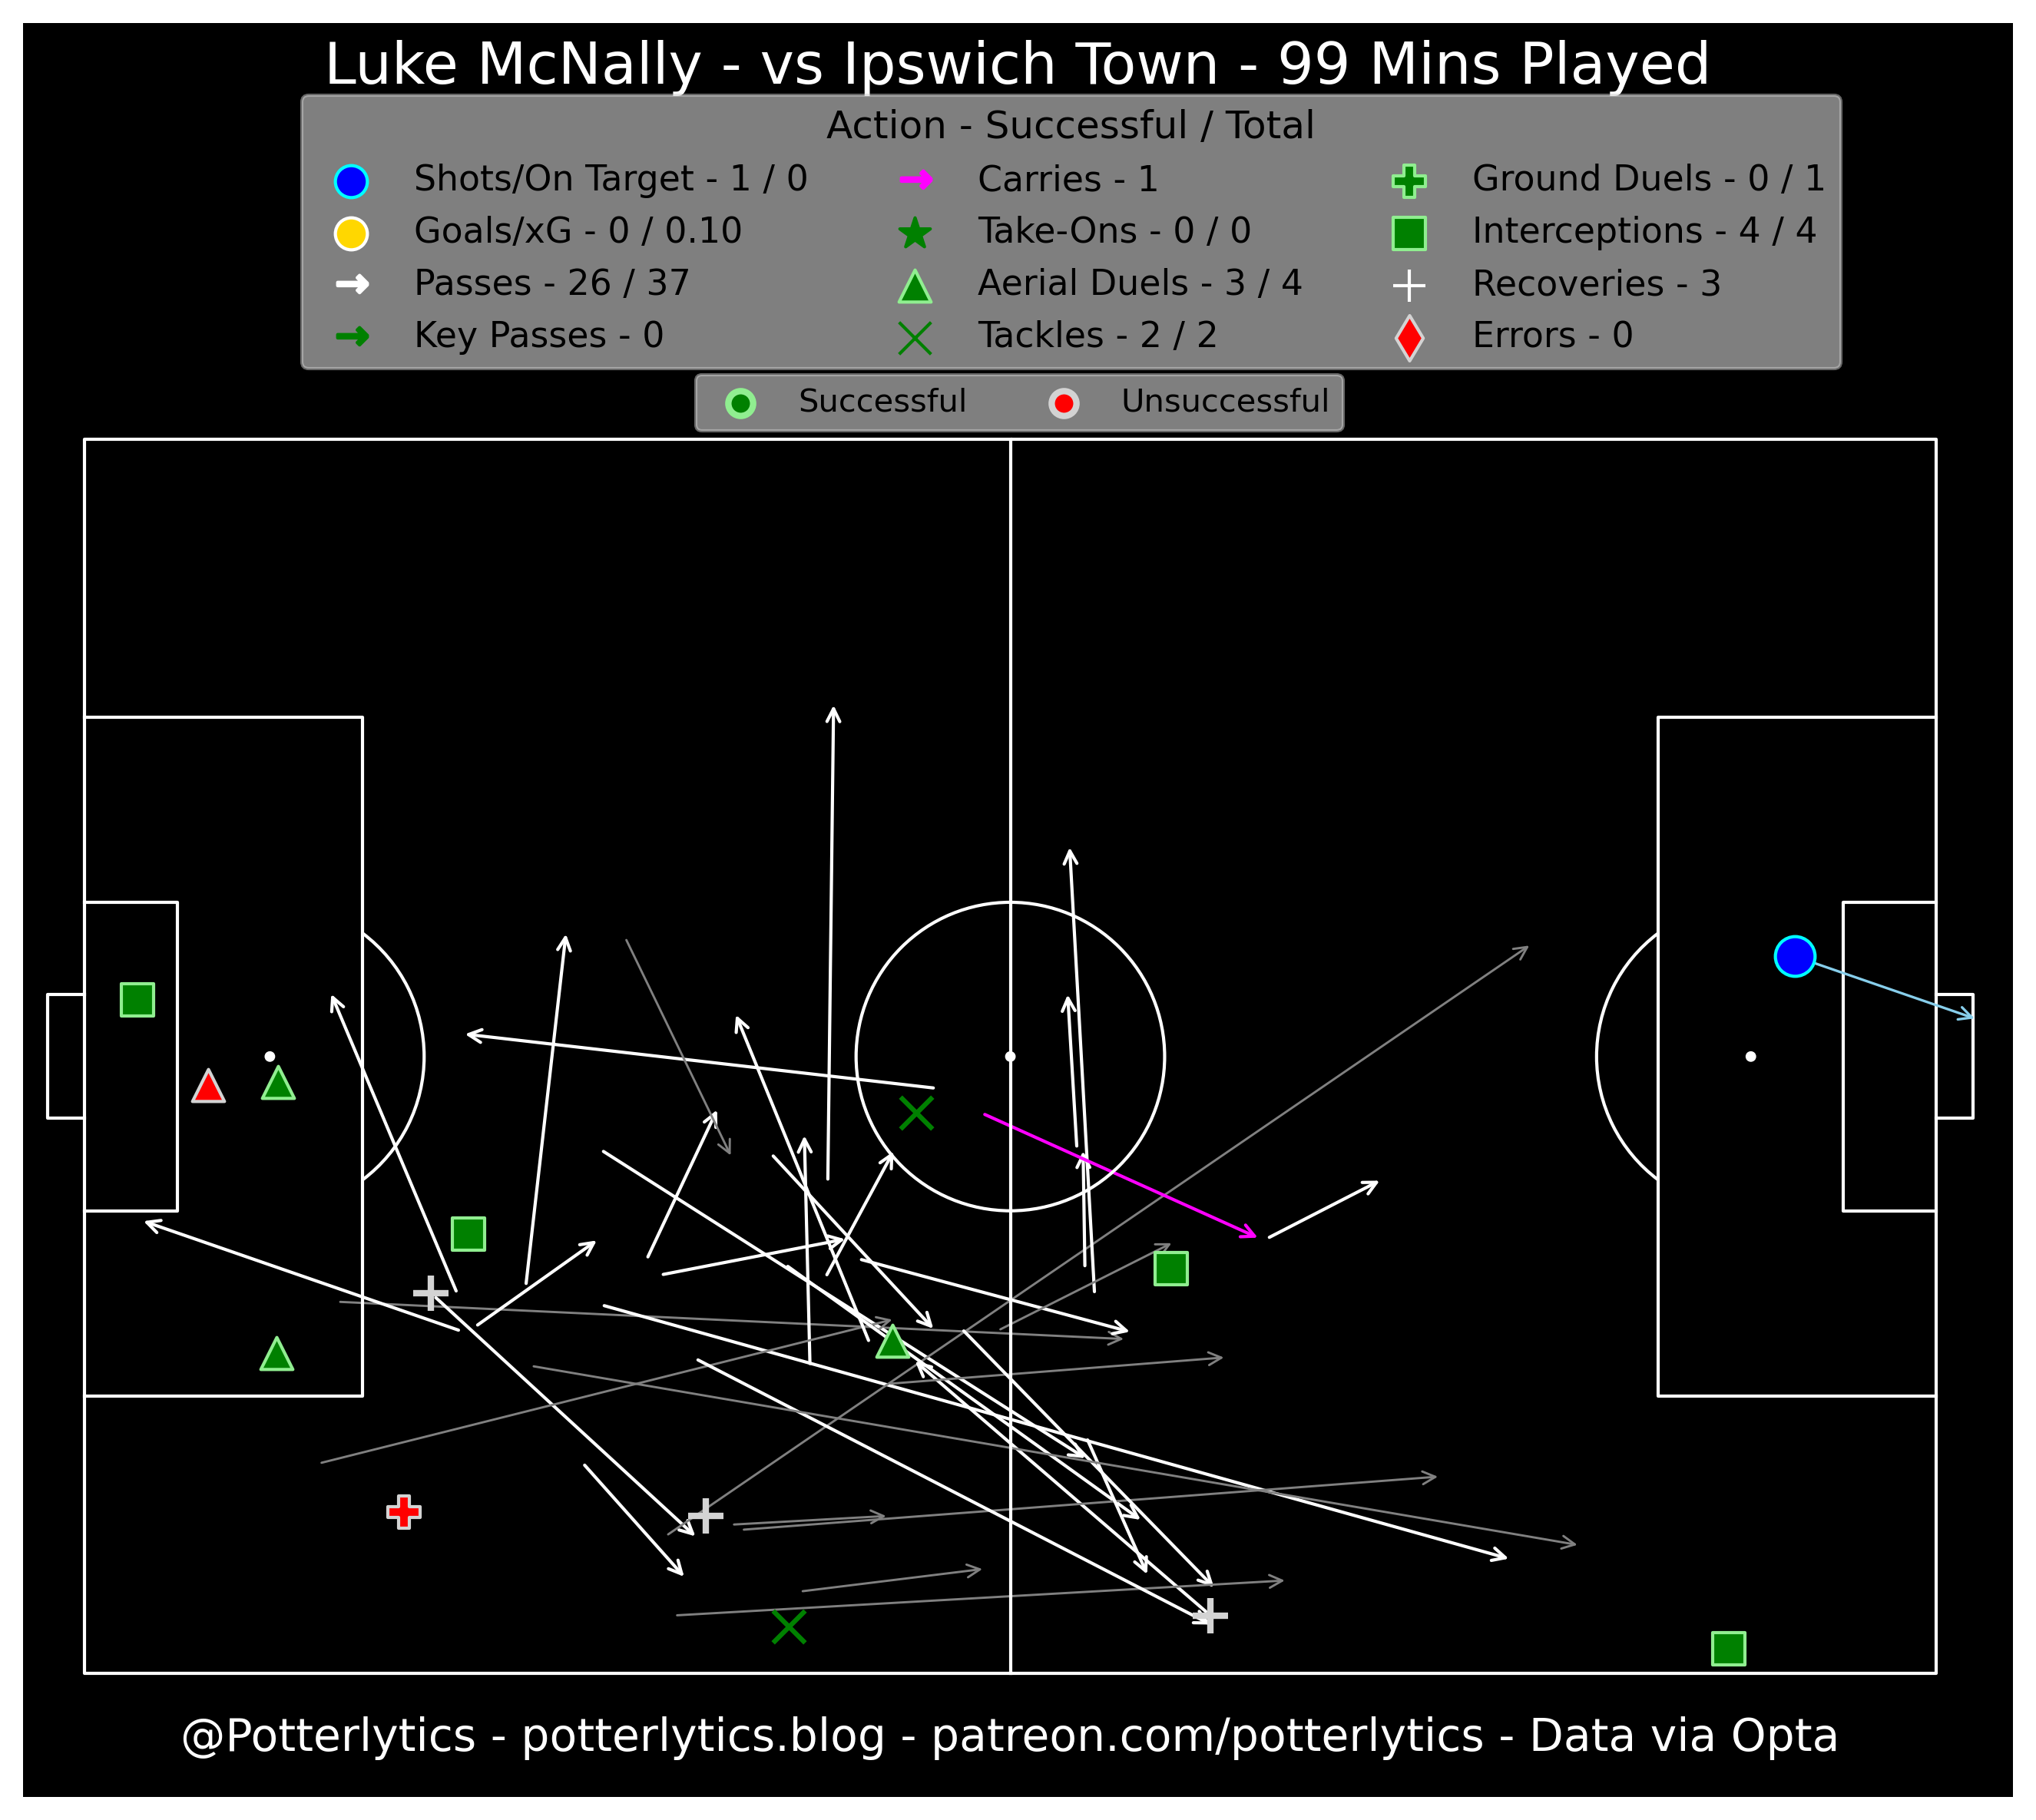 Luke McNally - vs Ipswich Town - 99 Mins Played
Action - Successful / Total
Shots/On Target - 1 / 0
Goals/xG - 0 / 0.10
Passes - 26 / 37
Key Passes - 0
Carries - 1
Take-Ons - 0 / 0
Aerial Duels - 3 / 4
Tackles - 2 / 2
Ground Duels - 0 / 1
Interceptions - 4 / 4
Recoveries - 3
Errors - 0
Successful
Unsuccessful
@Potterlytics - potterlytics.blog - patreon.com/potterlytics - Data via Opta